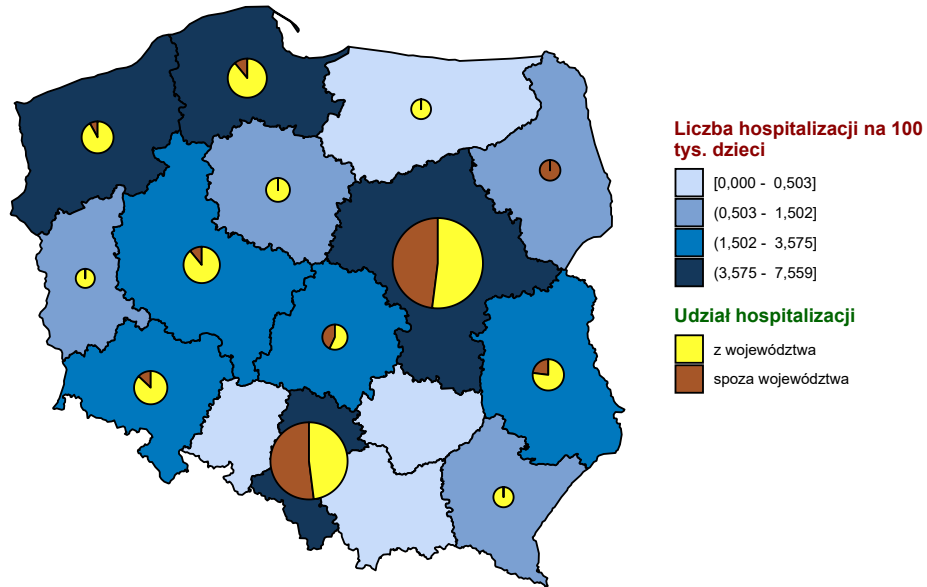 Liczba hospitalizacji na 100
tys. dzieci
[0,000 - 0,503]
(0,503 - 1,502]
(1,502 - 3,575]
(3,575 - 7,559]
Udział hospitalizacji
z województwa
spoza województwa